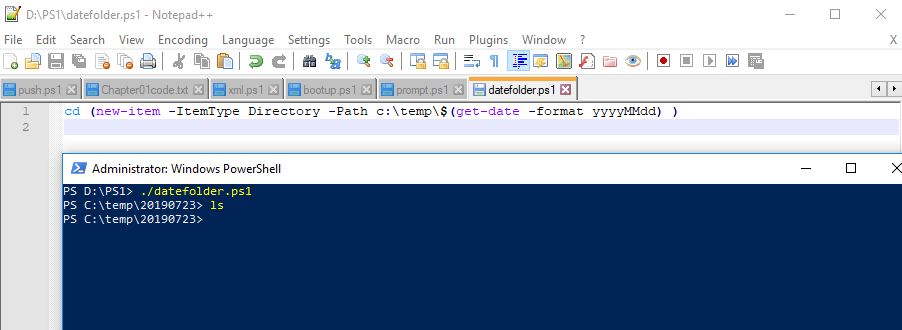 D:\PS1\datefolder.ps1 - Notepad++
File Edit Search View Encoding Language Settings Tools Macro Run Plugins Window ? X
push.ps1 Chapter01code.txt xml.ps1 bootup.ps1 prompt.ps1 datefolder.ps1
1 cd (new-item -ItemType Directory -Path c:\temp\$(get-date -format yyyyMMdd) )
2
Administrator: Windows PowerShell
PS D:\PS1> ./datefolder.ps1
PS C:\temp\20190723> ls
PS C:\temp\20190723>